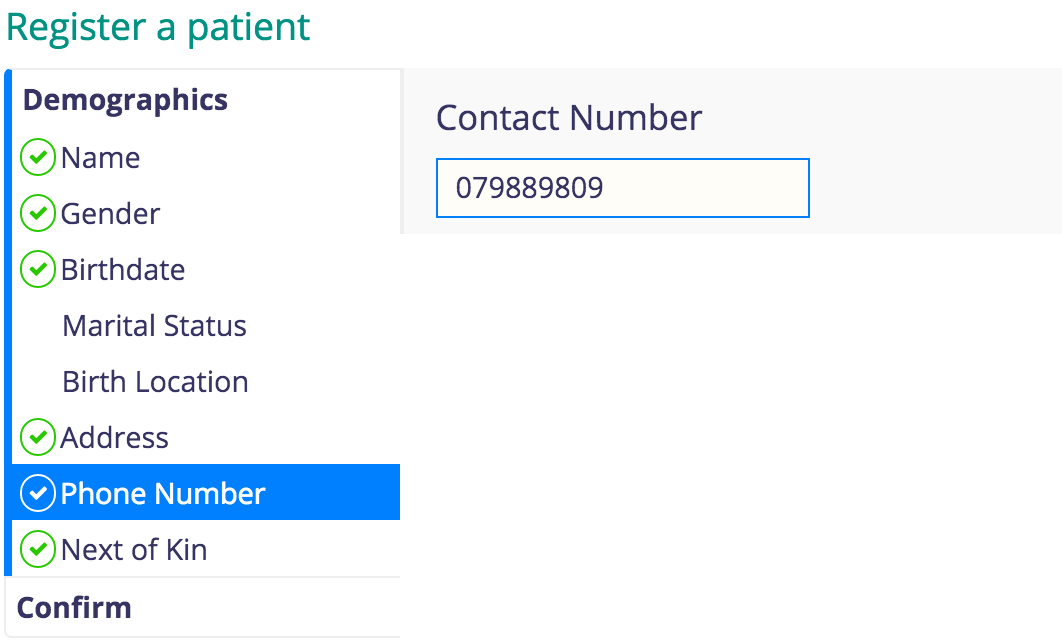 Register a patient
Demographics
Name
Gender
Birthdate
Marital Status
Birth Location
Address
Phone Number
Next of Kin
Confirm
Contact Number
079889809